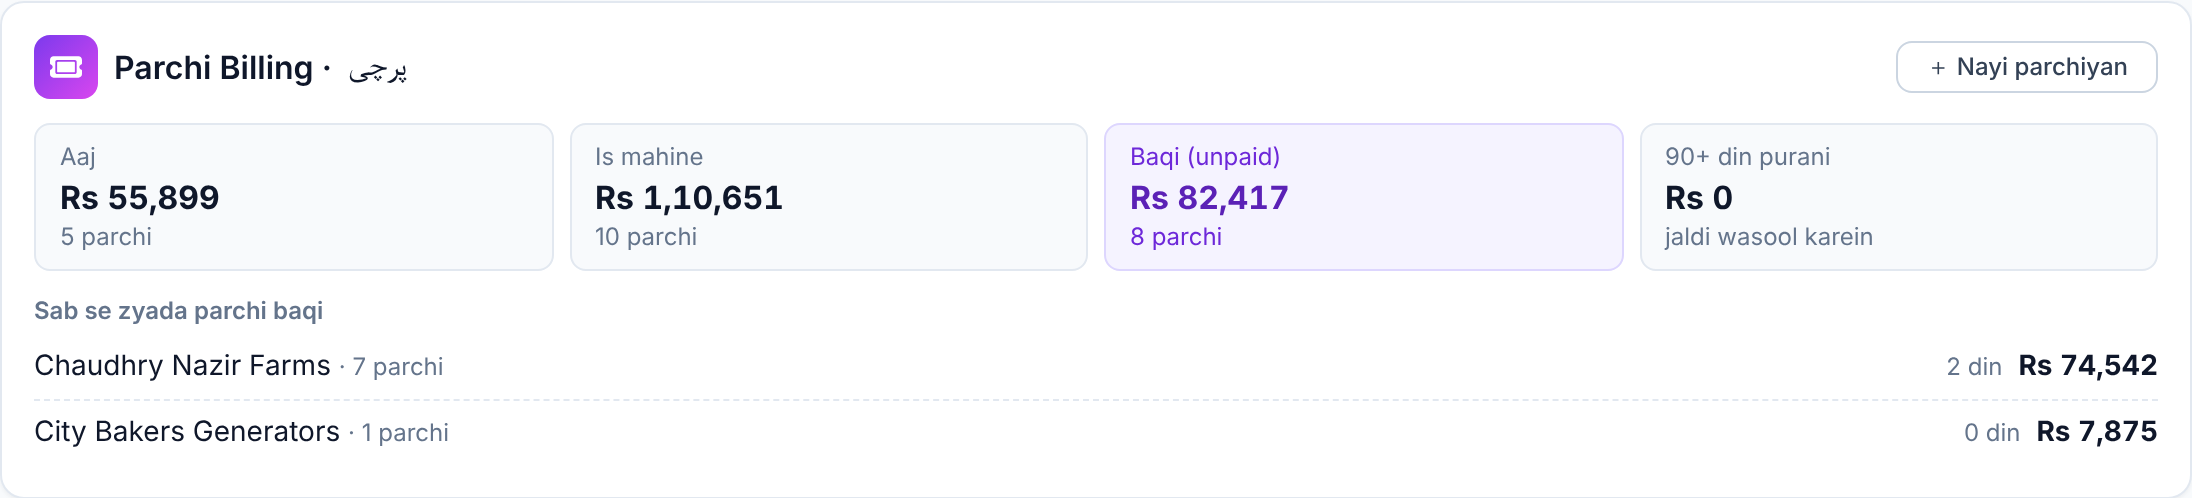 Parchi Billing · پرچی
+ Nayi parchiyan
Aaj
Rs 55,899
5 parchi
Is mahine
Rs 1,10,651
10 parchi
Baqi (unpaid)
Rs 82,417
8 parchi
90+ din purani
Rs 0
jaldi wasool karein
Sab se zyada parchi baqi
Chaudhry Nazir Farms · 7 parchi 2 din Rs 74,542
City Bakers Generators · 1 parchi 0 din Rs 7,875